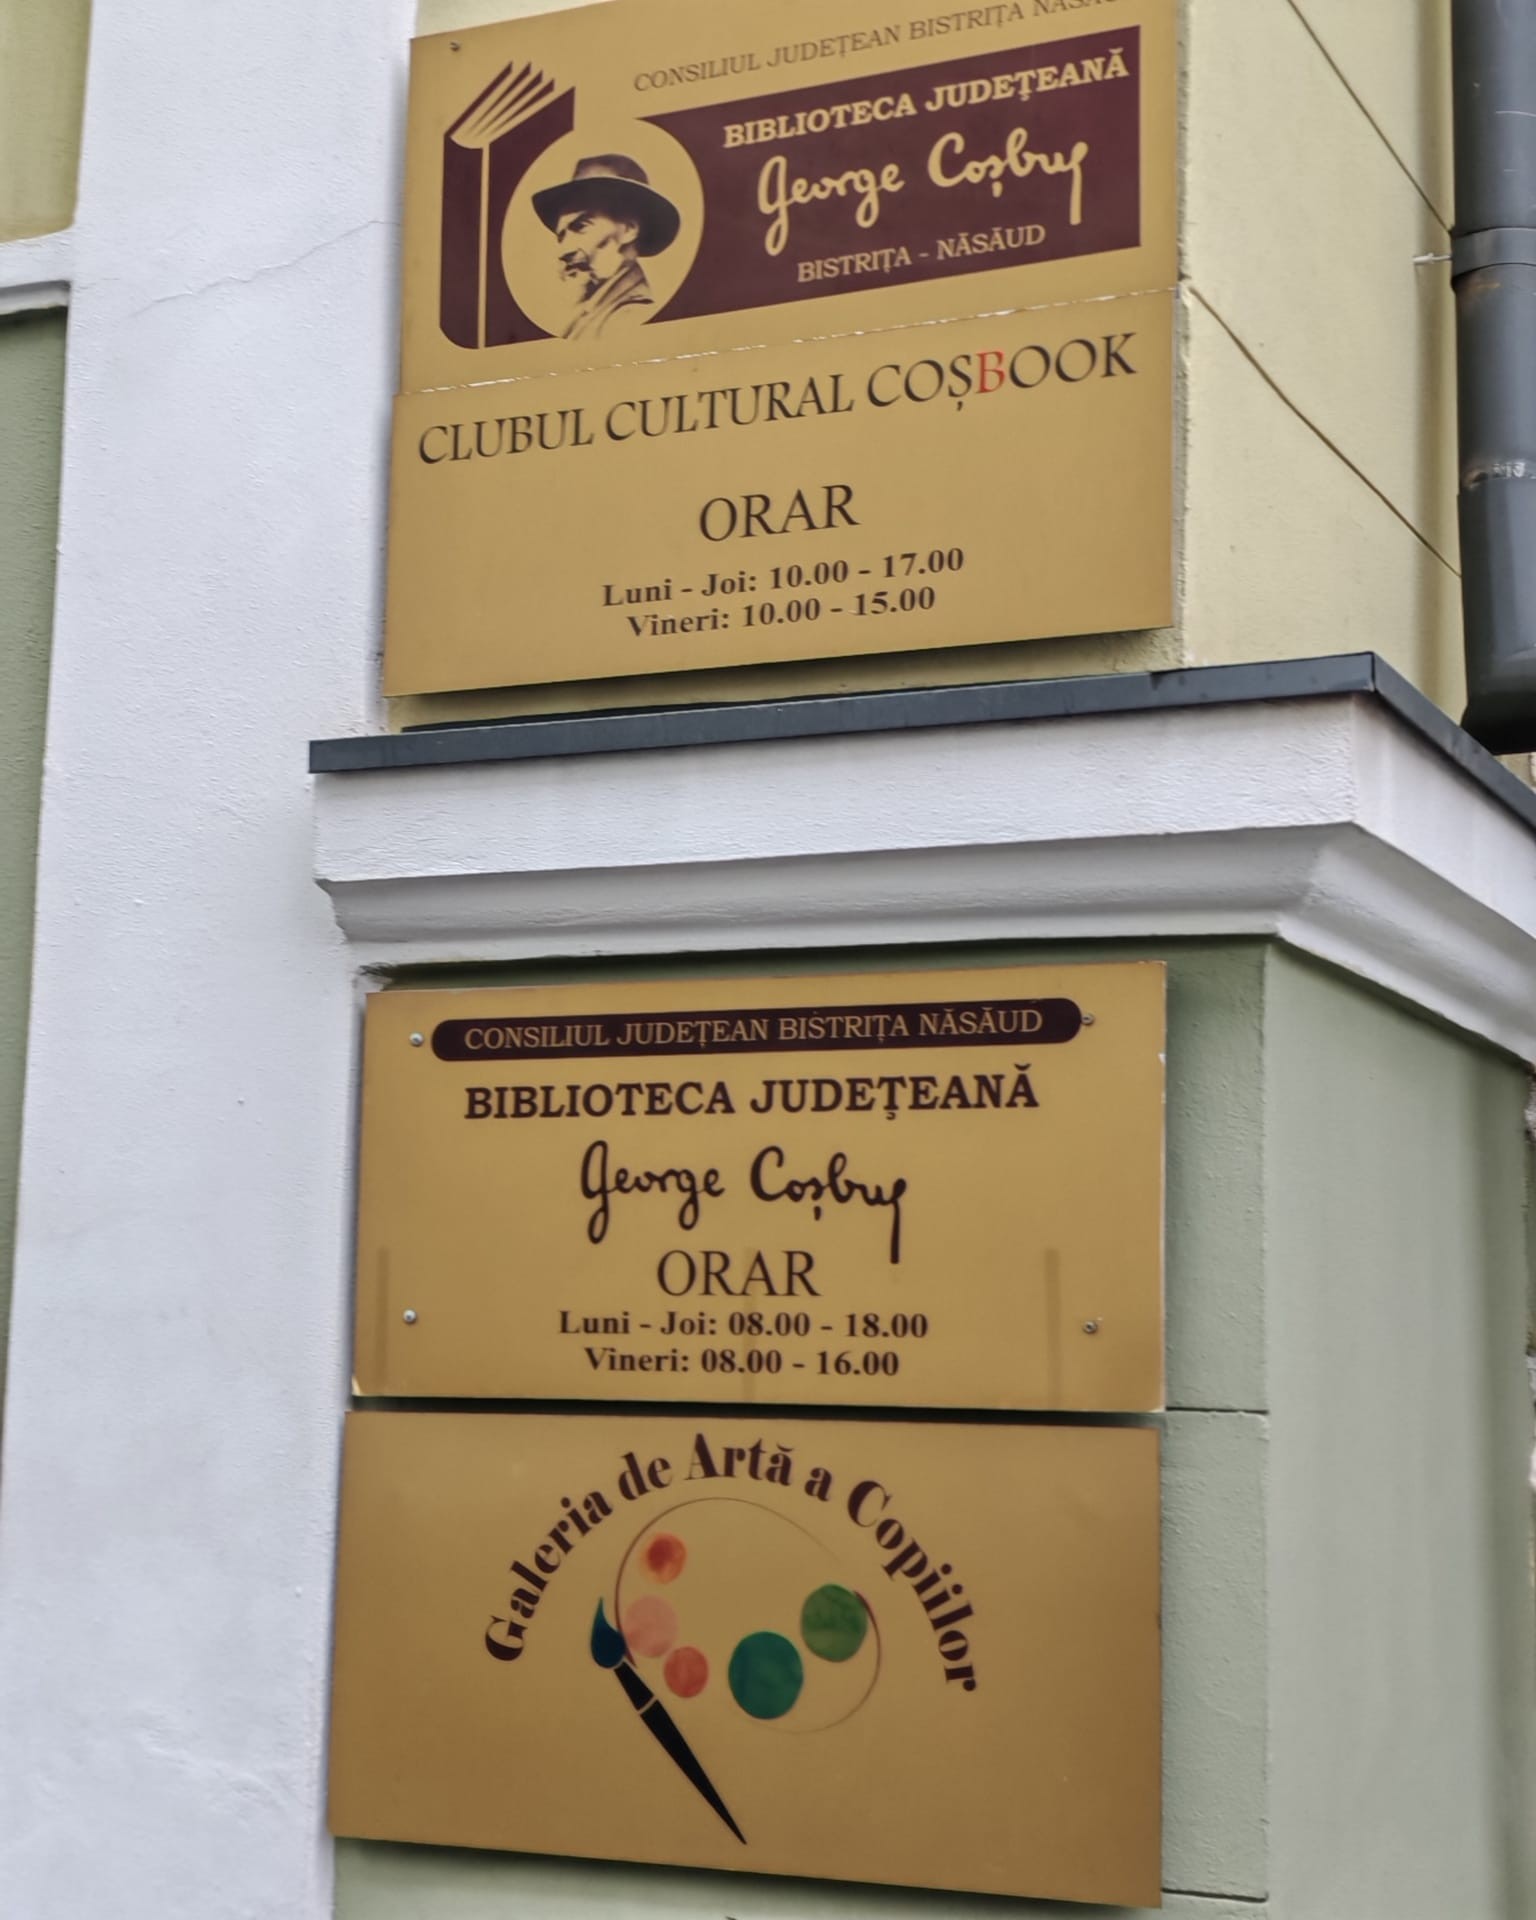 CONSILIUL JUDEȚEAN BISTRIȚA NĂSĂU
BIBLIOTECA JUDEȚEANĂ
George Coșbuc
BISTRIȚA - NĂSĂUD
CLUBUL CULTURAL COȘBOOK
ORAR
Luni - Joi: 10.00 - 17.00
Vineri: 10.00 - 15.00
CONSILIUL JUDEȚEAN BISTRIȚA NĂSĂUD
BIBLIOTECA JUDEȚEANĂ
George Coșbuc
ORAR
Luni - Joi: 08.00 - 18.00
Vineri: 08.00 - 16.00
Galeria de Artă a Copiilor